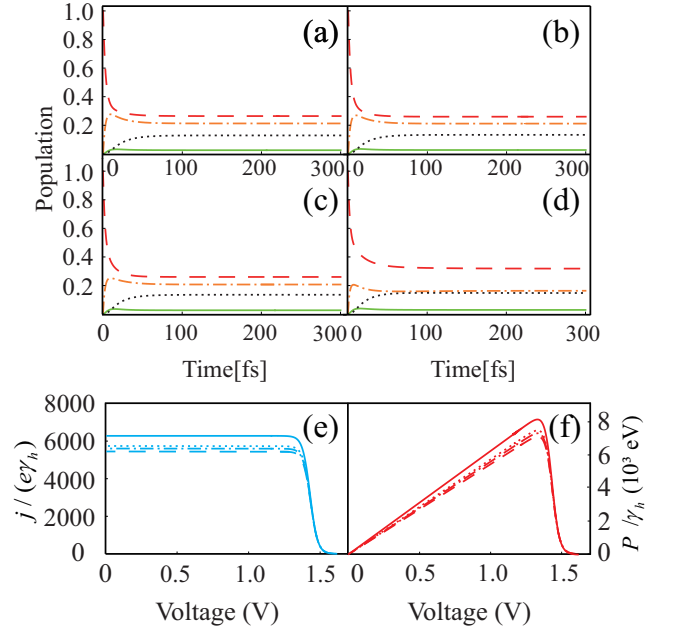 1.0 (a) (b)
0.8
0.6
0.4
0.2
0 100 200 300 0 100 200 300
Population
1.0 (c) (d)
0.8
0.6
0.4
0.2
0 100 200 300 0 100 200 300
Time[fs] Time[fs]
8000 (e) (f) 8
6000 6
4000 4
2000 2
0 0
j / (eγh)
P /γh (10³ eV)
0 0.5 1.0 1.5 0 0.5 1.0 1.5
Voltage (V) Voltage (V)